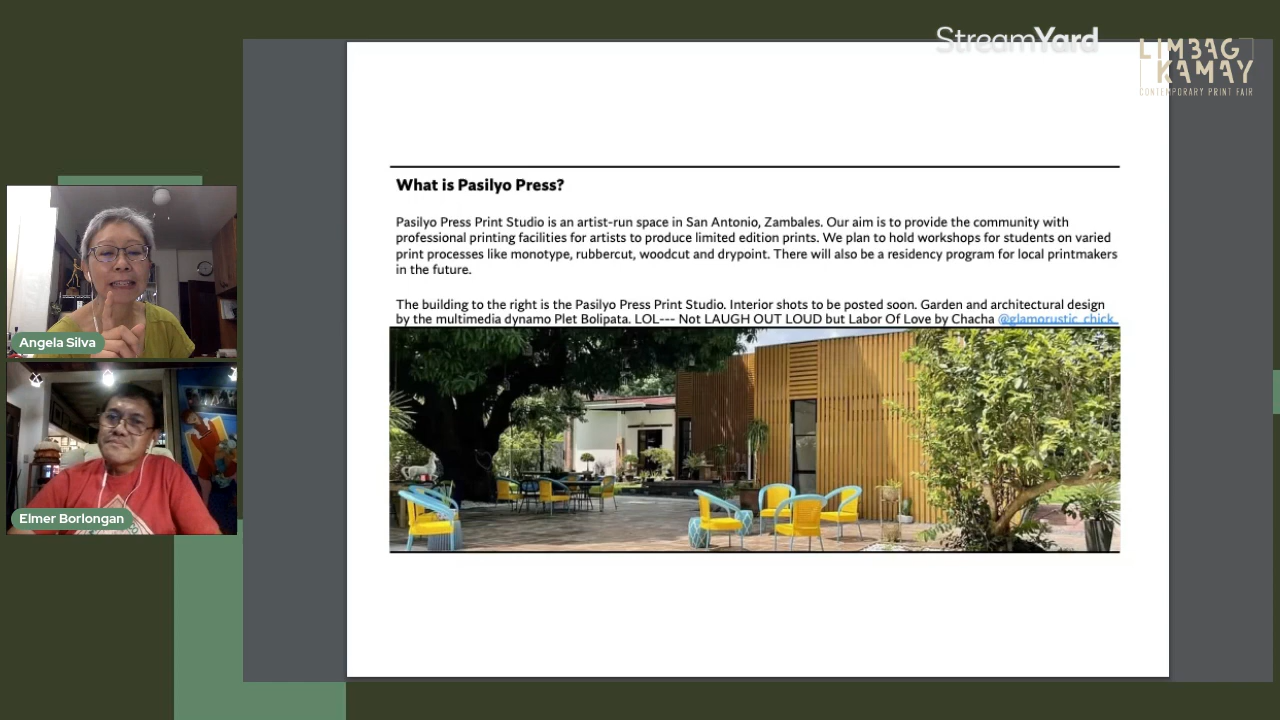 StreamYard
LIMBAG
KAMAY
CONTEMPORARY PRINT FAIR
What is Pasilyo Press?
Pasilyo Press Print Studio is an artist-run space in San Antonio, Zambales. Our aim is to provide the community with
professional printing facilities for artists to produce limited edition prints. We plan to hold workshops for students on varied
print processes like monotype, rubbercut, woodcut and drypoint. There will also be a residency program for local printmakers
in the future.
The building to the right is the Pasilyo Press Print Studio. Interior shots to be posted soon. Garden and architectural design
by the multimedia dynamo Plet Bolipata. LOL--- Not LAUGH OUT LOUD but Labor Of Love by Chacha @glamorustic_chick_
Angela Silva
Elmer Borlongan